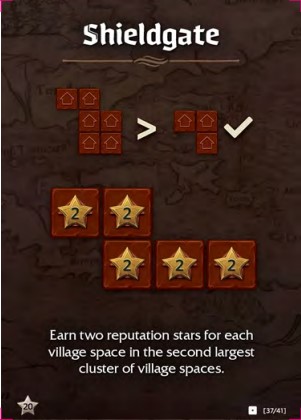 Shieldgate
>
2 2
2 2 2
Earn two reputation stars for each
village space in the second largest
cluster of village spaces.
20
[37/41]